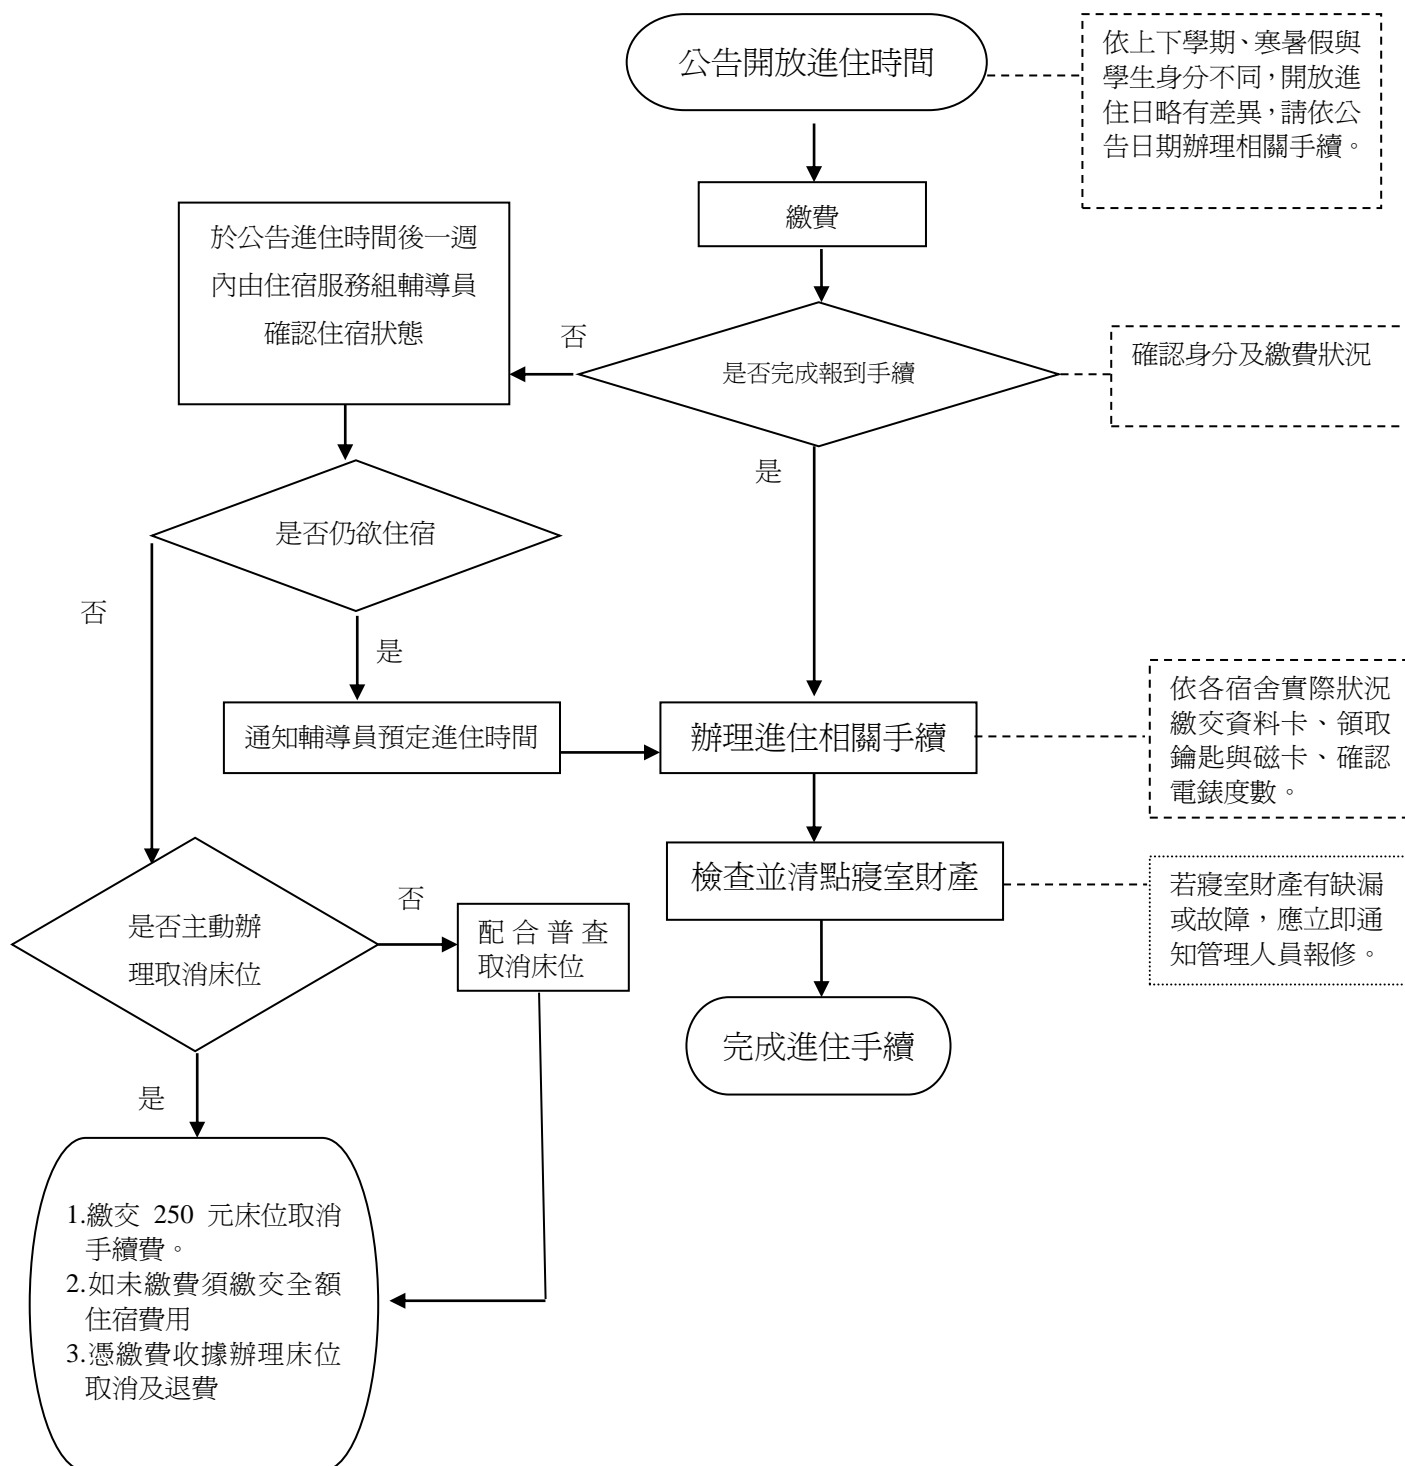 公告開放進住時間
依上下學期、寒暑假與
學生身分不同，開放進
住日略有差異，請依公
告日期辦理相關手續。
繳費
於公告進住時間後一週
內由住宿服務組輔導員
確認住宿狀態
否
是否完成報到手續
確認身分及繳費狀況
是
是否仍欲住宿
否
是
通知輔導員預定進住時間
辦理進住相關手續
依各宿舍實際狀況
繳交資料卡、領取
鑰匙與磁卡、確認
電錶度數。
檢查並清點寢室財產
若寢室財產有缺漏
或故障，應立即通
知管理人員報修。
是否主動辦
理取消床位
否
配合普查
取消床位
完成進住手續
是
1.繳交 250 元床位取消
手續費。
2.如未繳費須繳交全額
住宿費用
3.憑繳費收據辦理床位
取消及退費